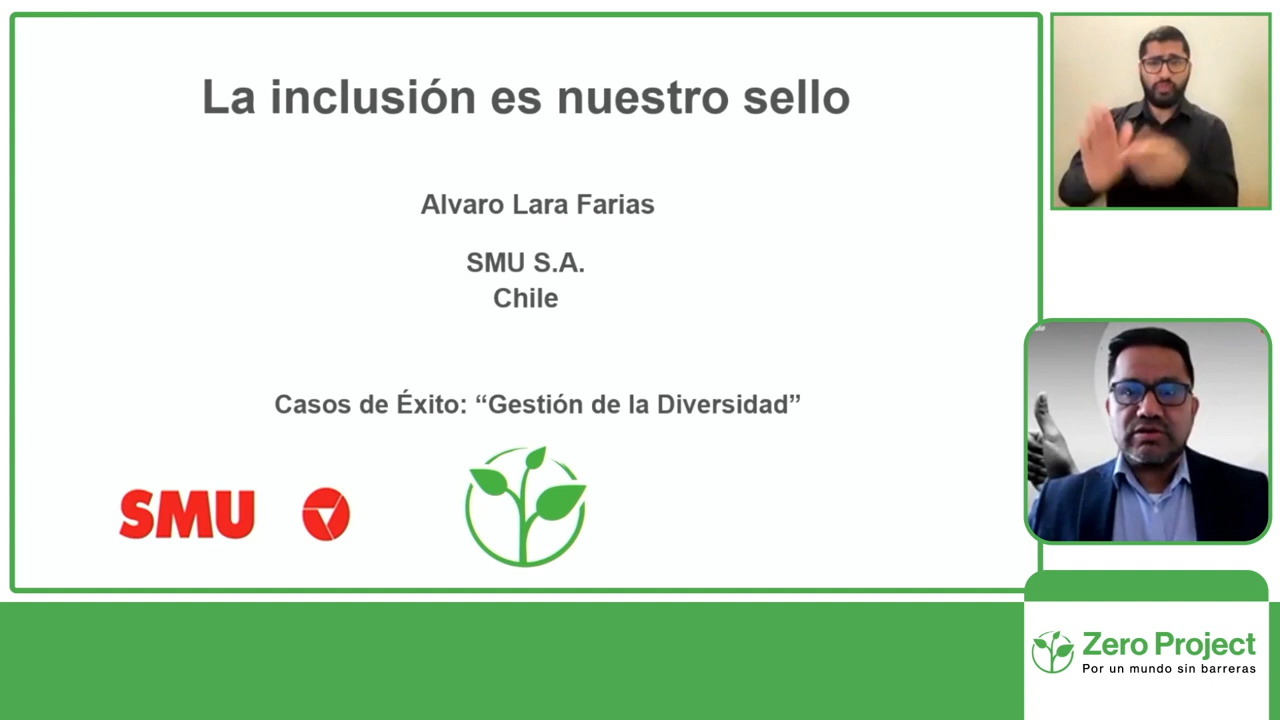 La inclusión es nuestro sello
Alvaro Lara Farias
SMU S.A.
Chile
Casos de Éxito: “Gestión de la Diversidad”
SMU
Zero Project
Por un mundo sin barreras